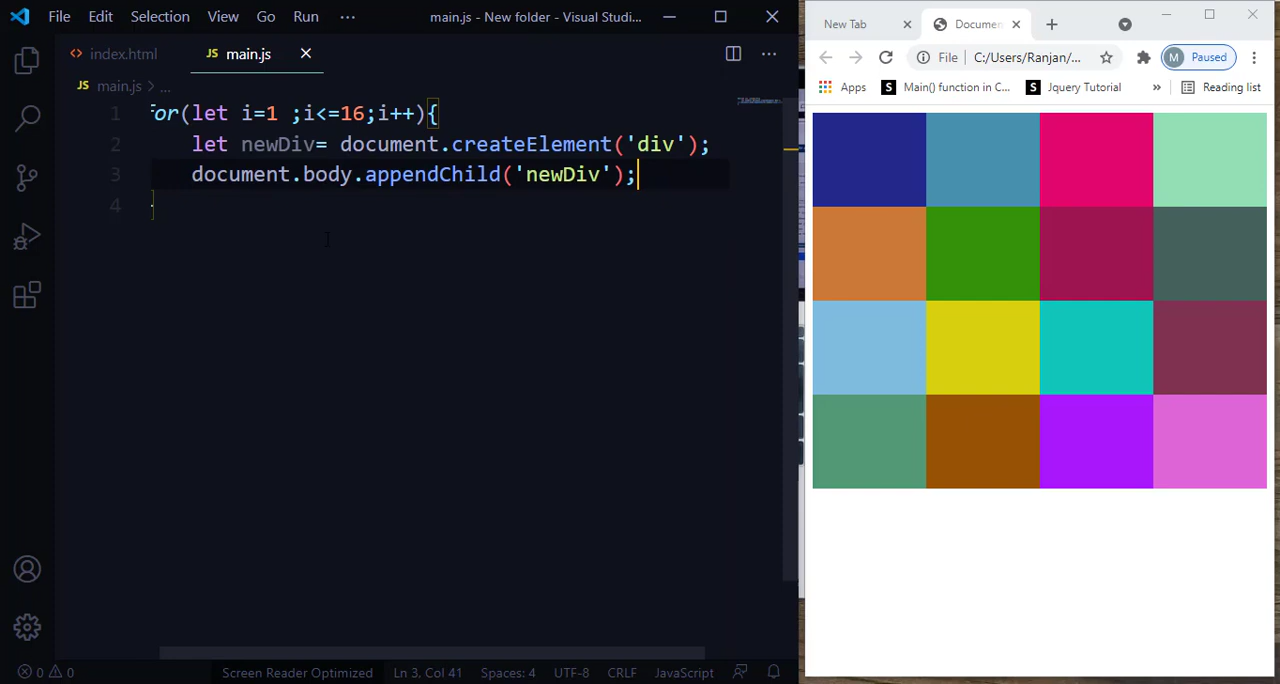 File Edit Selection View Go Run ··· main.js - New folder - Visual Studi...
index.html JS main.js
JS main.js > ...
1 for(let i=1 ;i<=16;i++){
2 let newDiv= document.createElement('div');
3 document.body.appendChild('newDiv');
4
0 0 Screen Reader Optimized Ln 3, Col 41 Spaces: 4 UTF-8 CRLF JavaScript
New Tab Documen
File | C:/Users/Ranjan/... M Paused
Apps S Main() function in C... S Jquery Tutorial » Reading list